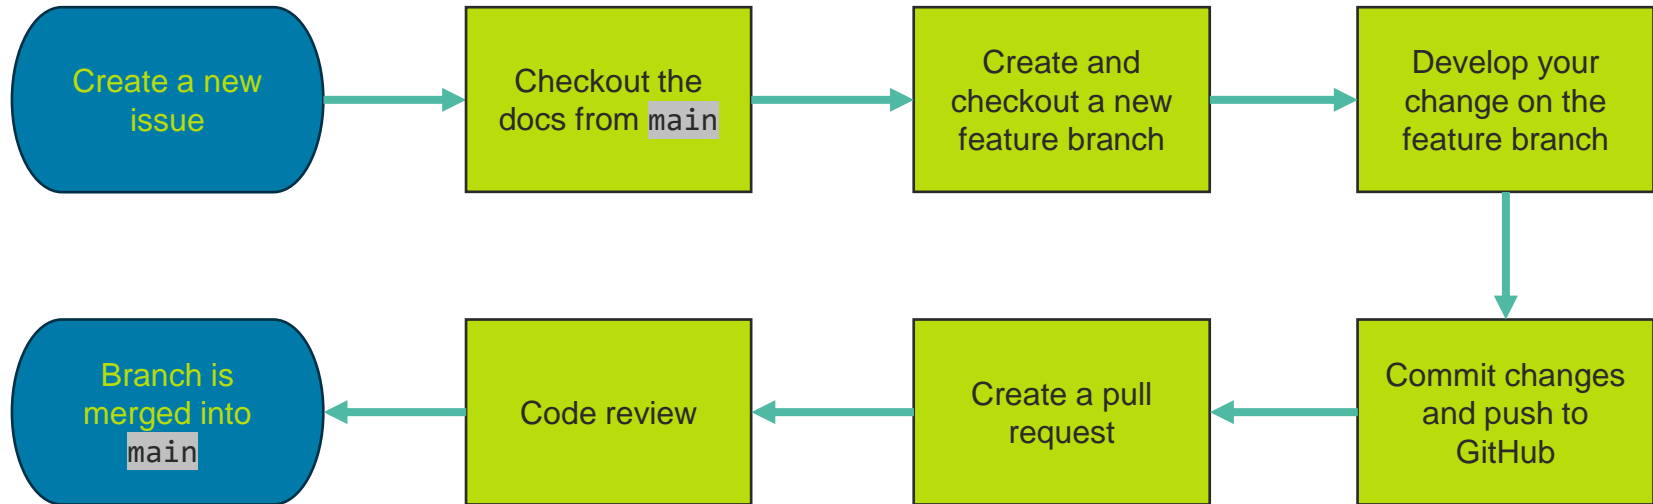 Create a new
issue
Checkout the
docs from main
Create and
checkout a new
feature branch
Develop your
change on the
feature branch
Commit changes
and push to
GitHub
Create a pull
request
Code review
Branch is
merged into
main